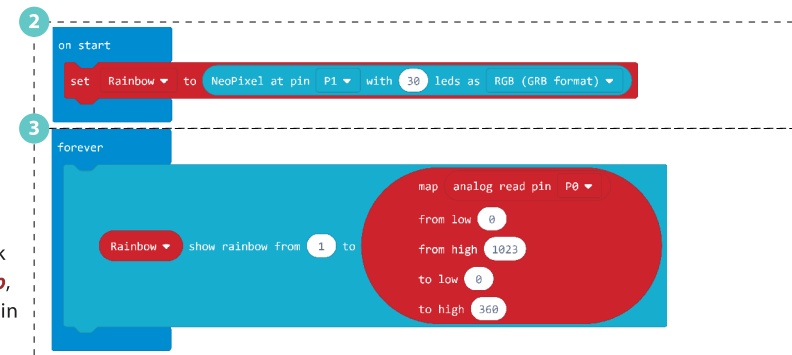 2
on start
set Rainbow to NeoPixel at pin P1 with 30 leds as RGB (GRB format)
3
forever
map analog read pin P0
from low 0
Rainbow show rainbow from 1 to
from high 1023
to low 0
in
to high 360